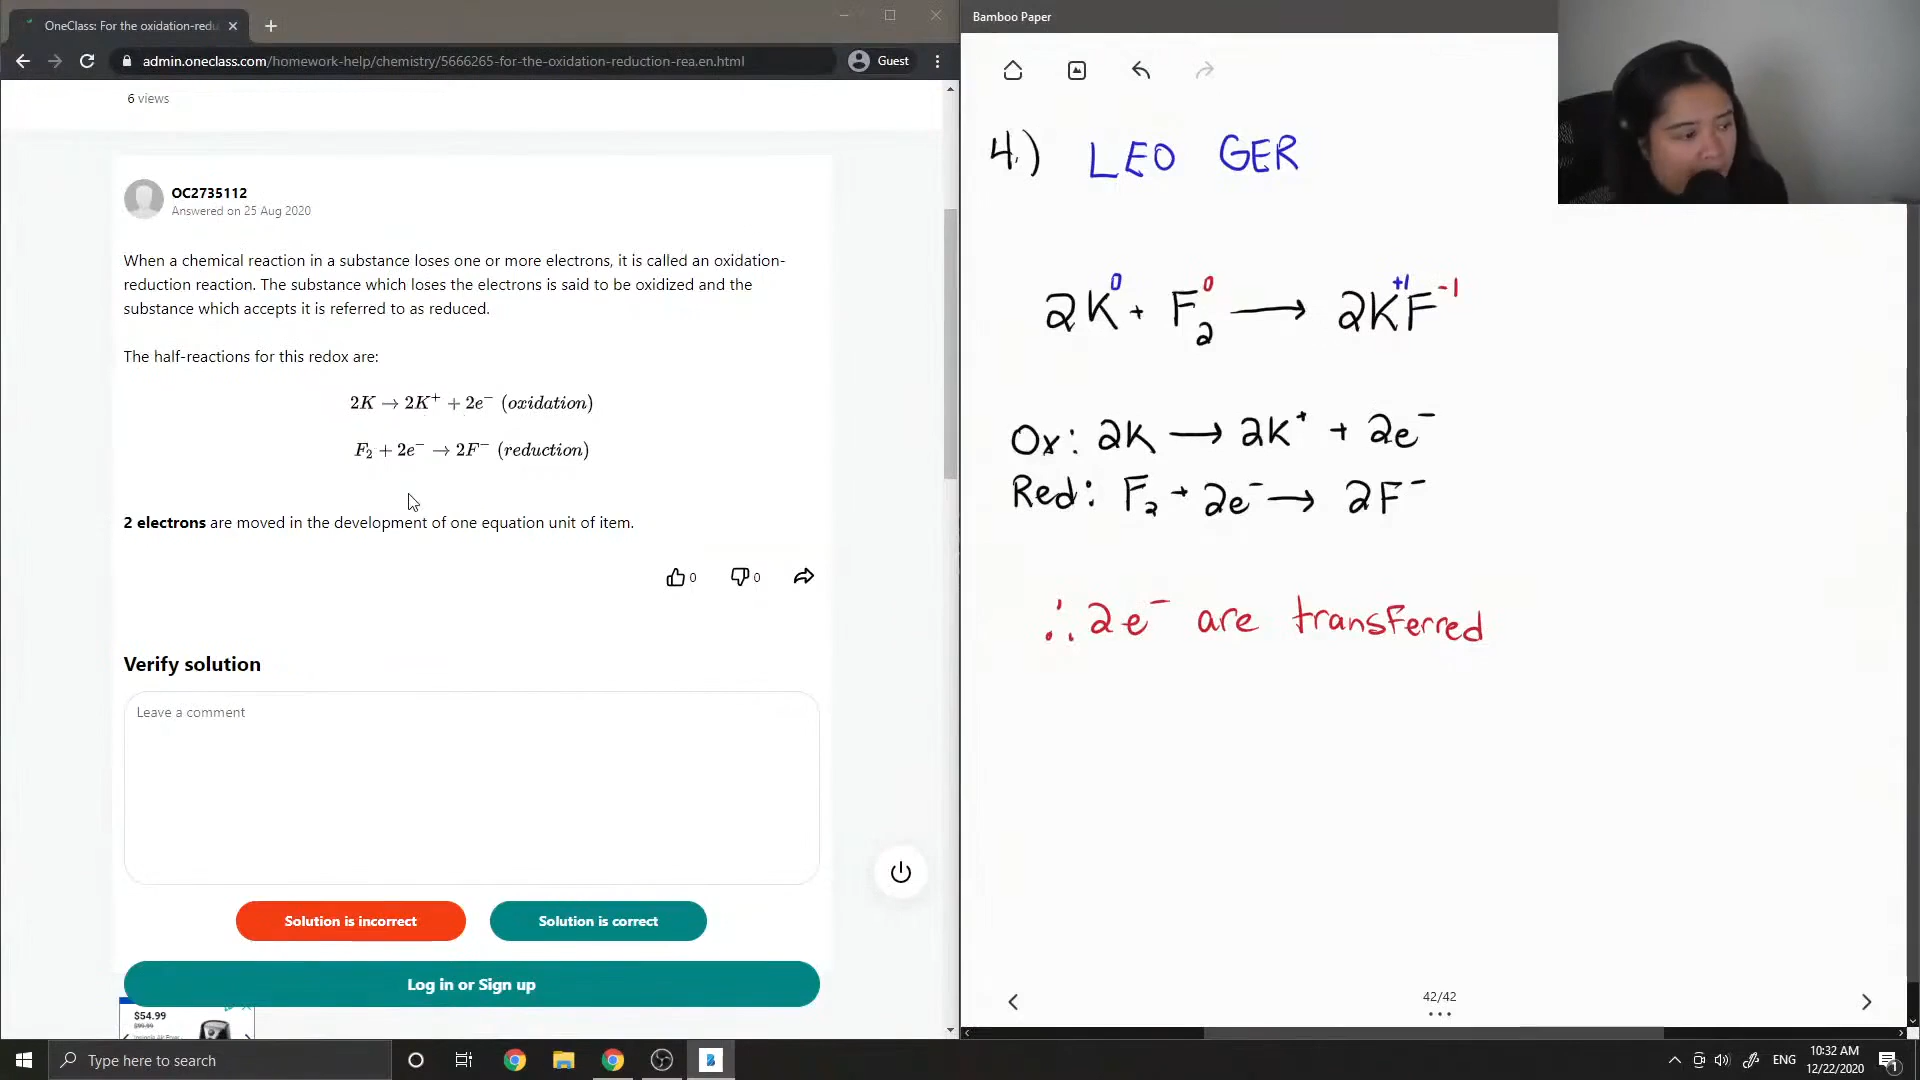 OneClass: For the oxidation-redu
admin.oneclass.com/homework-help/chemistry/5666265-for-the-oxidation-reduction-rea.en.html
Guest
6 views
OC2735112
Answered on 25 Aug 2020
When a chemical reaction in a substance loses one or more electrons, it is called an oxidation-
reduction reaction. The substance which loses the electrons is said to be oxidized and the
substance which accepts it is referred to as reduced.
The half-reactions for this redox are:
2K → 2K⁺ + 2e⁻ (oxidation)
F₂ + 2e⁻ → 2F⁻ (reduction)
2 electrons are moved in the development of one equation unit of item.
0
0
Verify solution
Leave a comment
Solution is incorrect
Solution is correct
Log in or Sign up
$54.99
Bamboo Paper
4.) LEO GER
2K⁰ + F₂⁰ → 2K⁺¹F⁻¹
Ox: 2K → 2K⁺ + 2e⁻
Red: F₂ + 2e⁻ → 2F⁻
∴ 2e⁻ are transferred
42/42
Type here to search
ENG
10:32 AM
12/22/2020
1